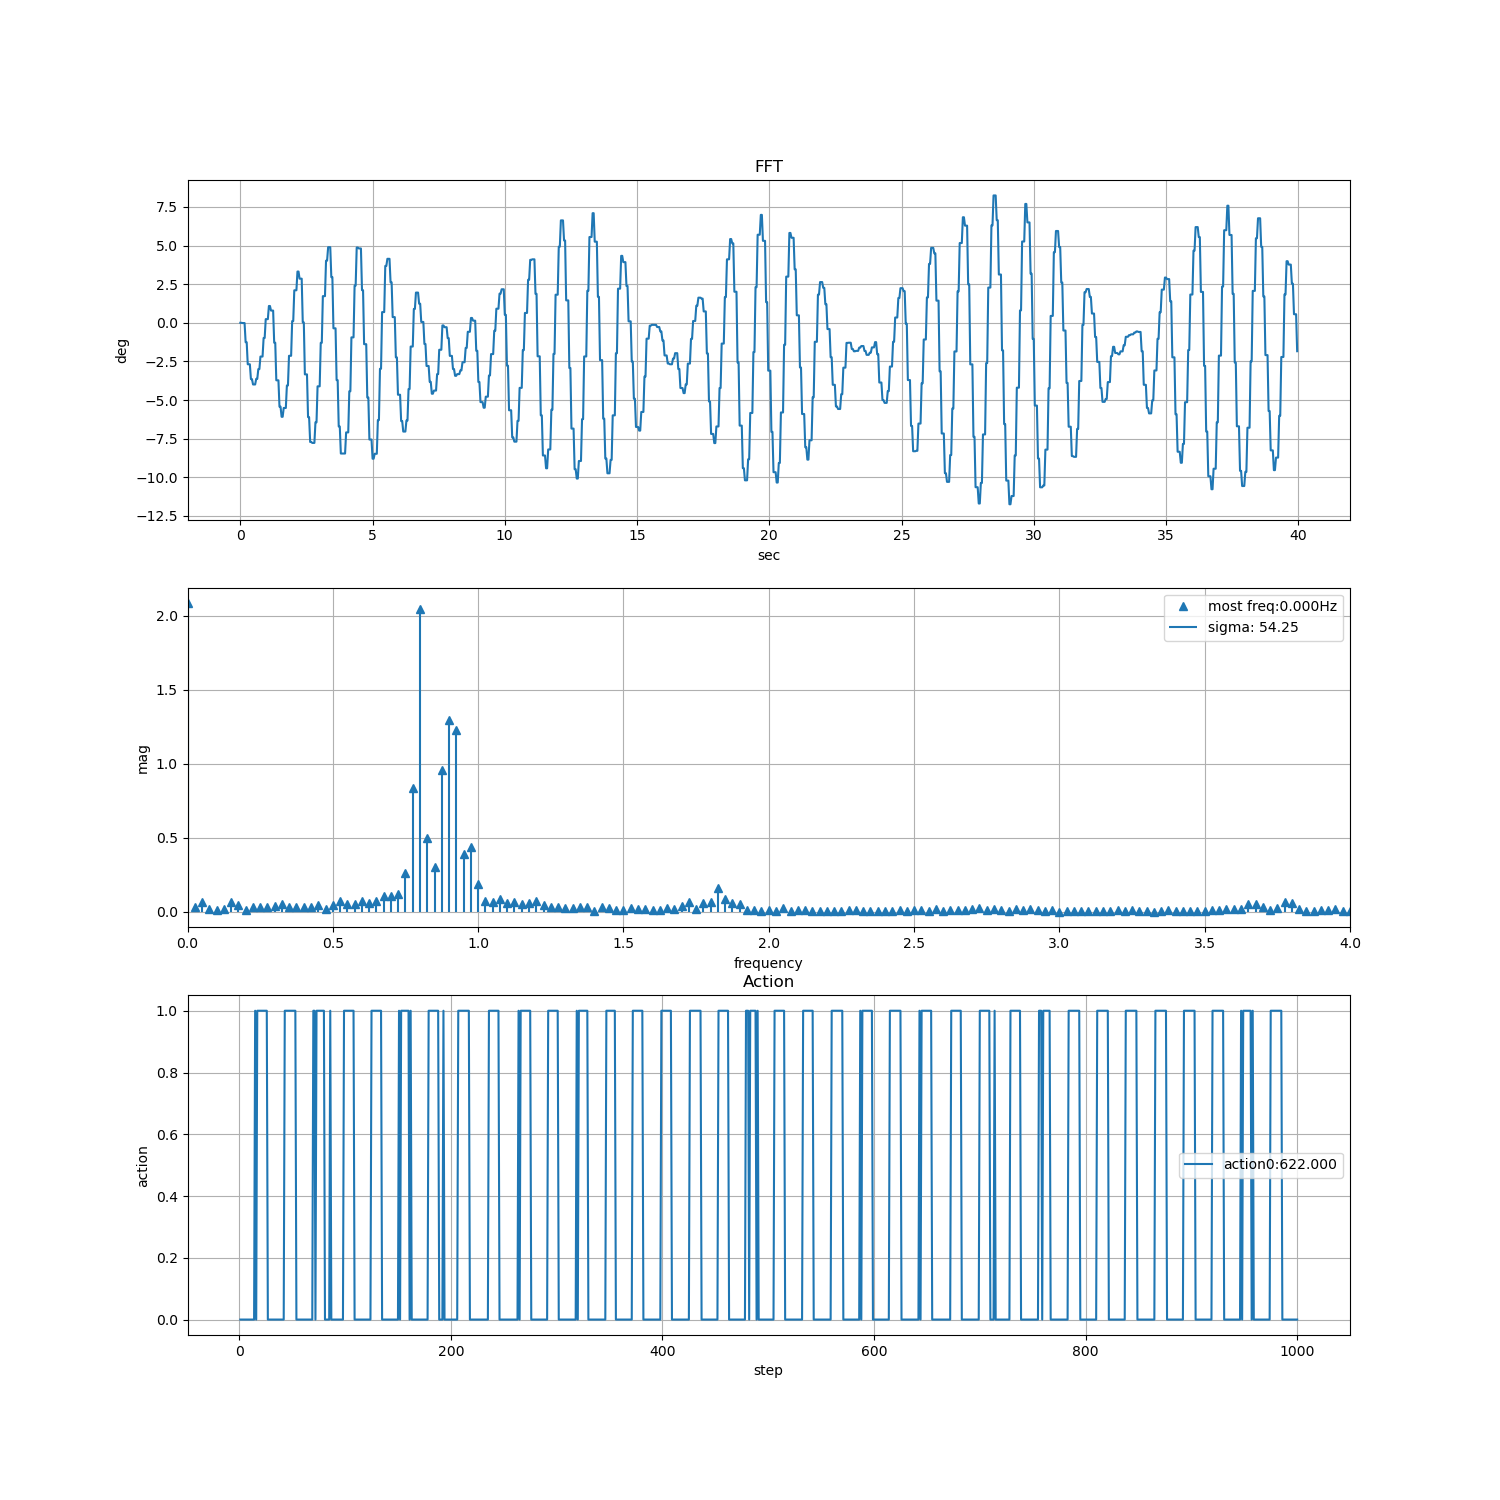 FFT
7.5
5.0
2.5
0.0
−2.5
−5.0
−7.5
−10.0
−12.5
deg
0 5 10 15 20 25 30 35 40
sec
2.0
1.5
1.0
0.5
0.0
mag
most freq:0.000Hz
sigma: 54.25
0.0 0.5 1.0 1.5 2.0 2.5 3.0 3.5 4.0
frequency
Action
1.0
0.8
0.6
0.4
0.2
0.0
action
action0:622.000
0 200 400 600 800 1000
step